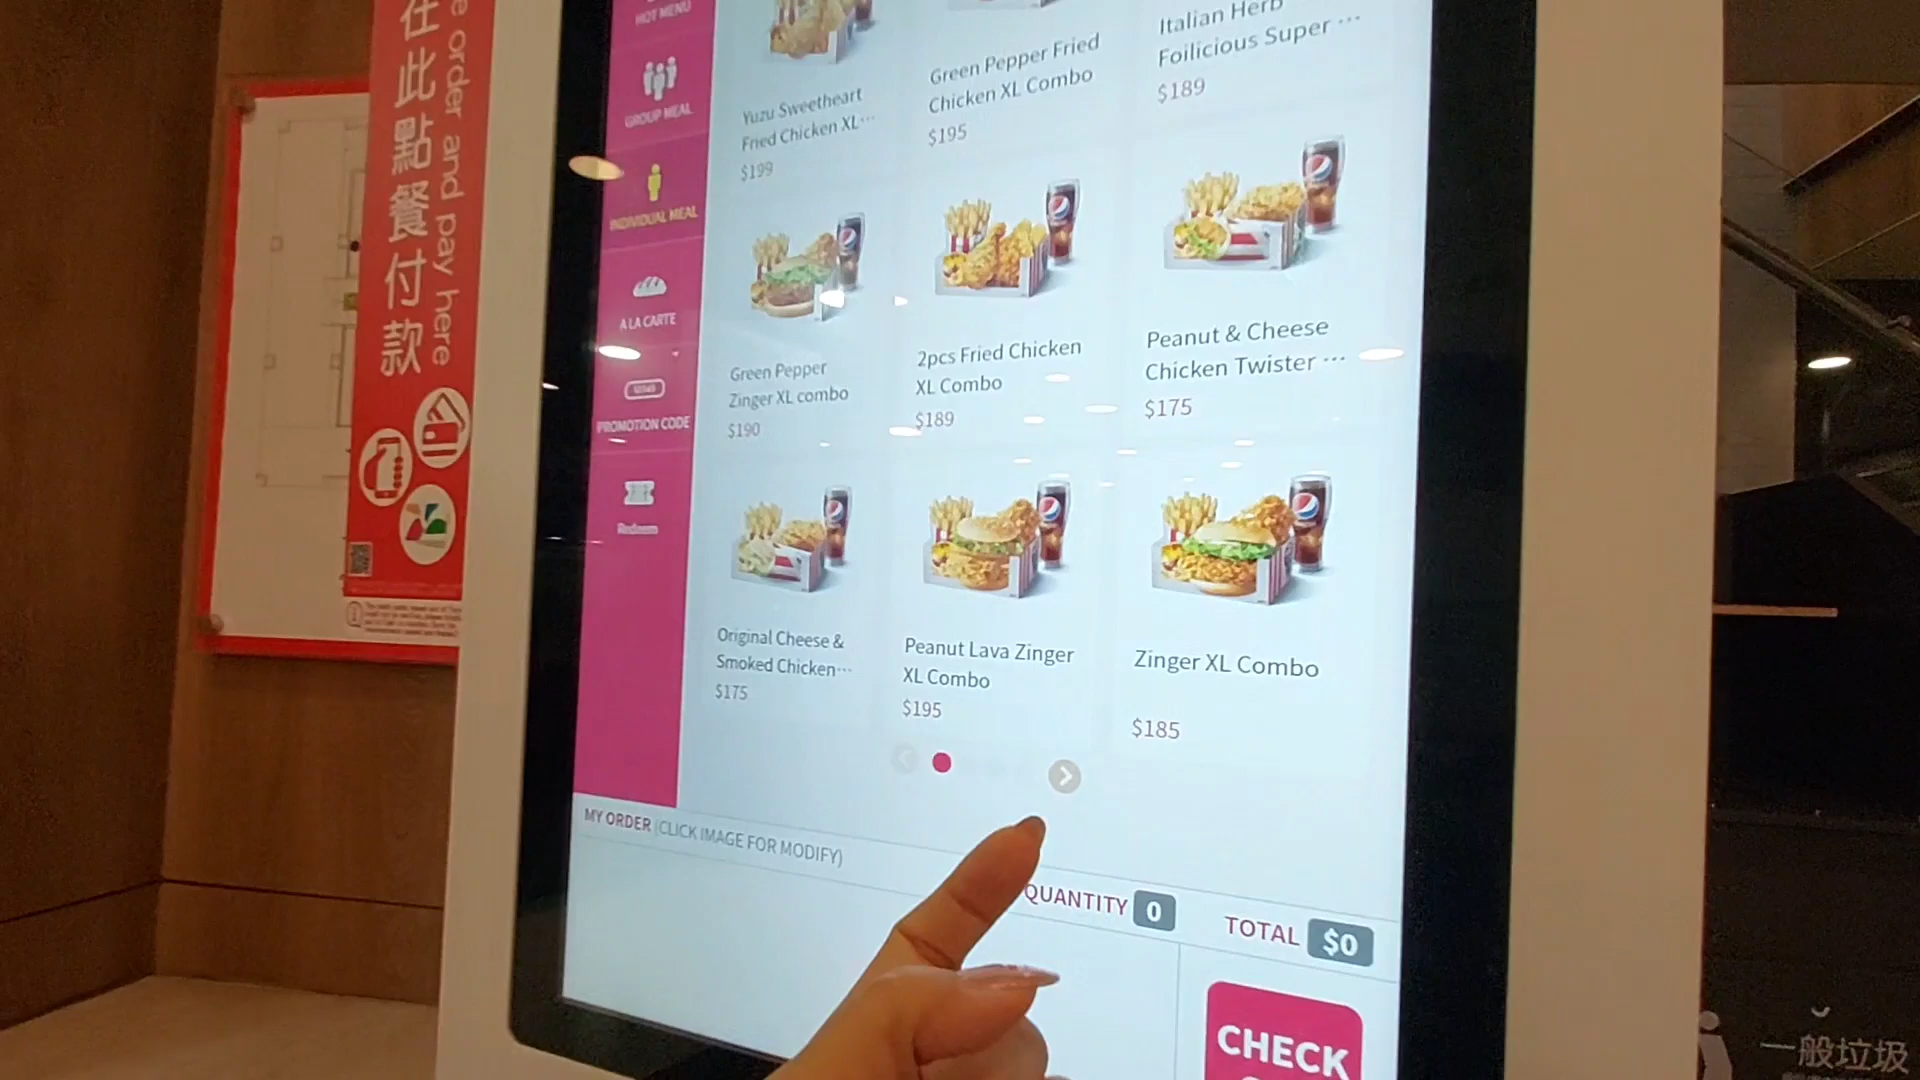 在此點餐付款
order and pay here
HOT MENU
GROUP MEAL
INDIVIDUAL MEAL
A LA CARTE
PROMOTION CODE
Redeem
Yuzu Sweetheart
Fried Chicken XL···
$199
Green Pepper Fried
Chicken XL Combo
$195
Italian Herb
Foilicious Super ···
$189
Green Pepper
Zinger XL combo
$190
2pcs Fried Chicken
XL Combo
$189
Peanut & Cheese
Chicken Twister ···
$175
Original Cheese &
Smoked Chicken···
$175
Peanut Lava Zinger
XL Combo
$195
Zinger XL Combo
$185
MY ORDER (CLICK IMAGE FOR MODIFY)
QUANTITY 0
TOTAL $0
CHECK
一般垃圾